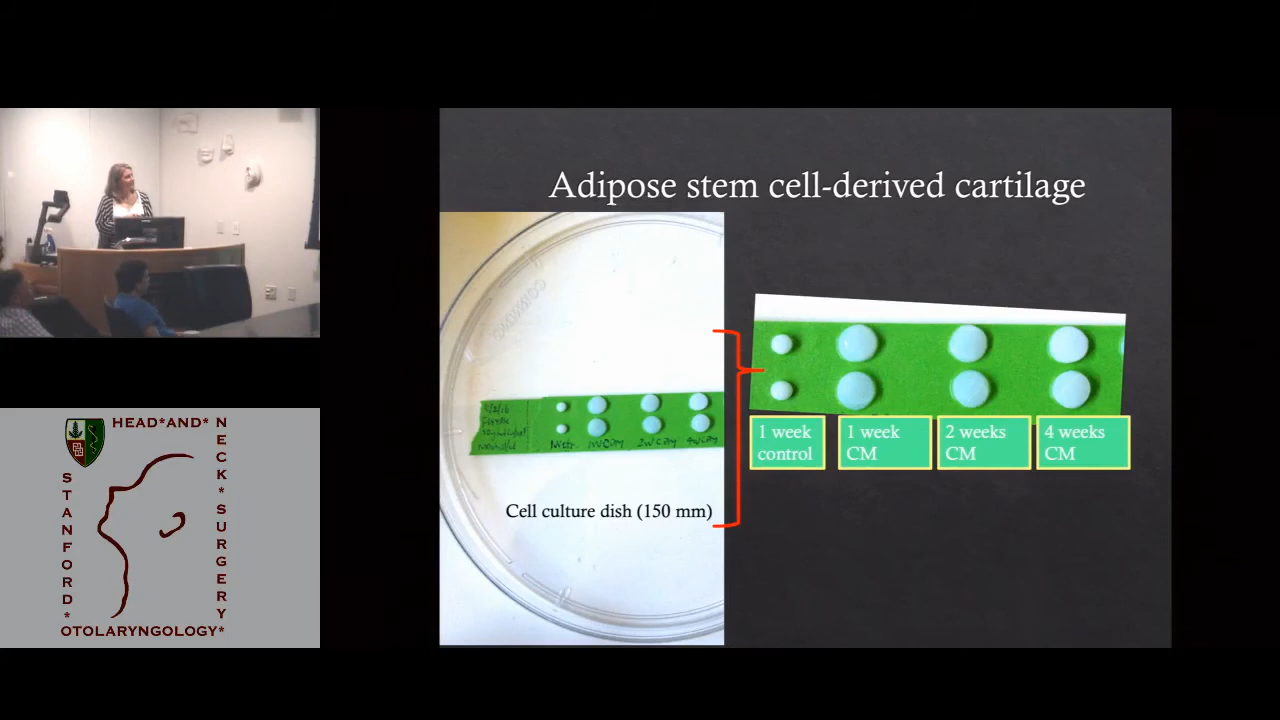 Adipose stem cell-derived cartilage
1 week
control
1 week
CM
2 weeks
CM
4 weeks
CM
Cell culture dish (150 mm)
HEAD*AND*
NECK*SURGERY*
STANFORD*
OTOLARYNGOLOGY*